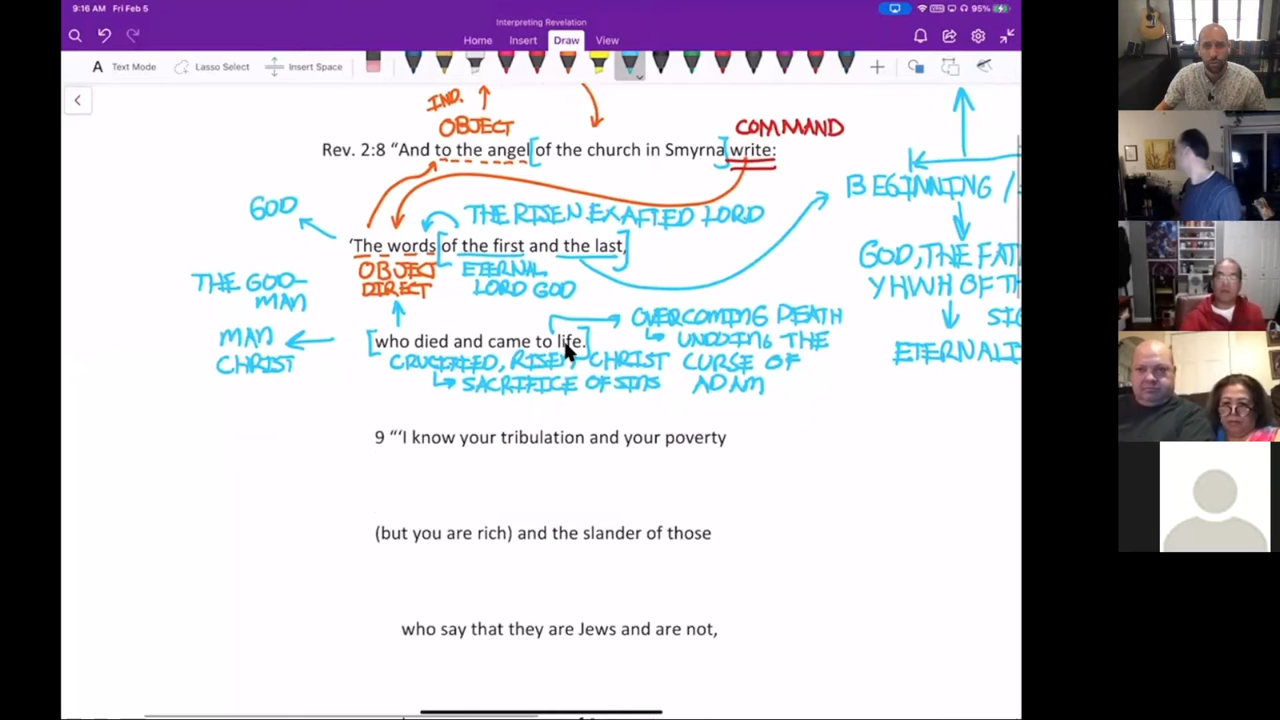 9:16 AM Fri Feb 5
95%
Interpreting Revelation
Home Insert Draw View
A Text Mode Lasso Select Insert Space
IND.
OBJECT
COMMAND
Rev. 2:8 “And to the angel [of the church in Smyrna] write:
BEGINNING /
GOD
THE RISEN EXALTED LORD
‘The words [of the first and the last,]
GOD, THE FAT
OBJECT
DIRECT
ETERNAL
LORD GOD
THE GOD-
MAN
YHWH OF TH
OVERCOMING DEATH
SIG
MAN
CHRIST
[who died and came to life.]
UNDOING THE
CURSE OF
ADAM
ETERNALI
CRUCIFIED, RISEN CHRIST
SACRIFICE OF SINS
9 “‘I know your tribulation and your poverty
(but you are rich) and the slander of those
who say that they are Jews and are not,